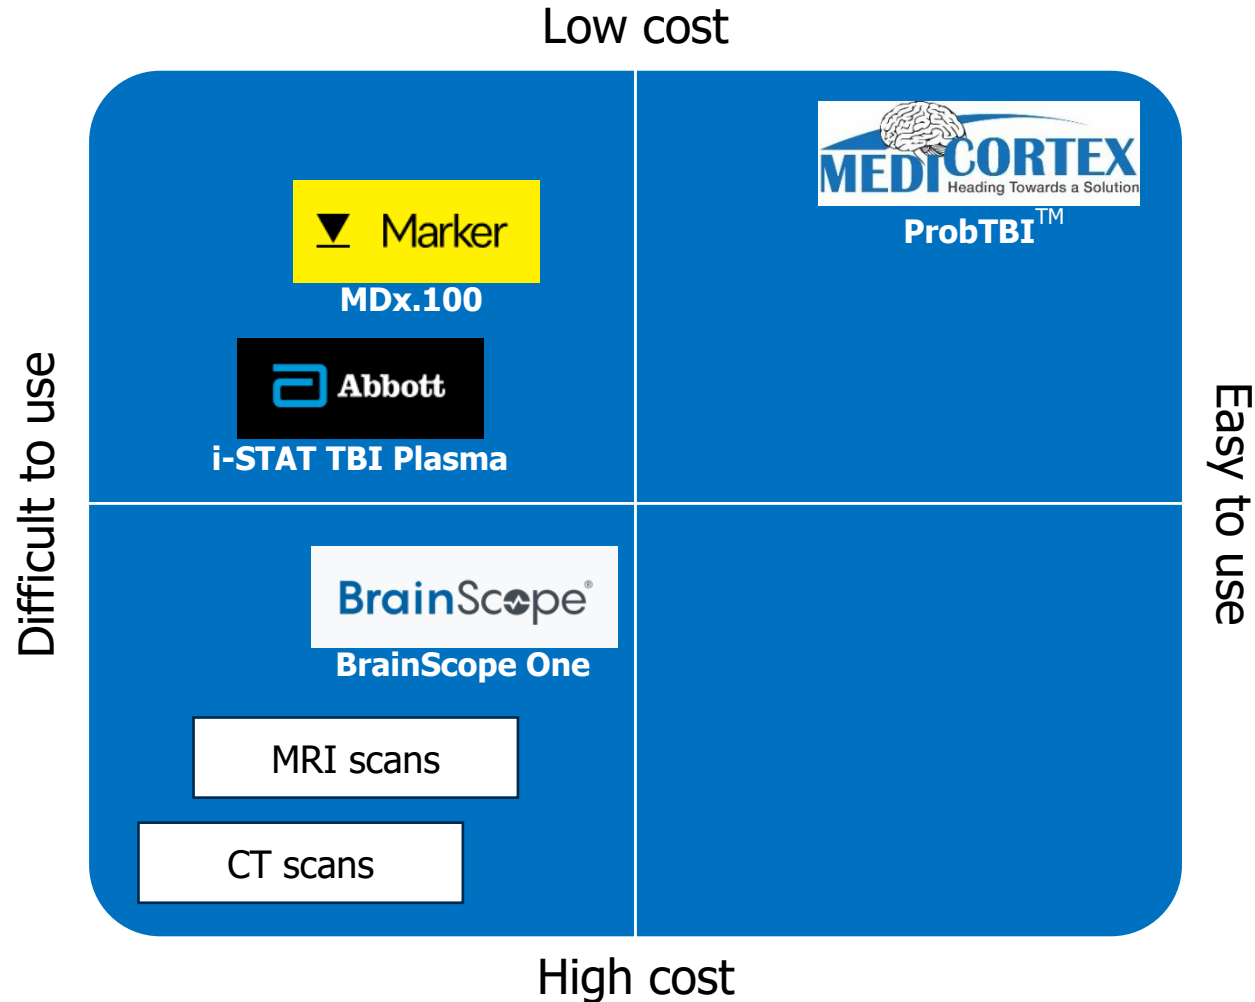 Low cost
MEDICORTEX
Heading Towards a Solution
ProbTBI™
Marker
MDx.100
Abbott
i-STAT TBI Plasma
Difficult to use
Easy to use
BrainScope®
BrainScope One
MRI scans
CT scans
High cost